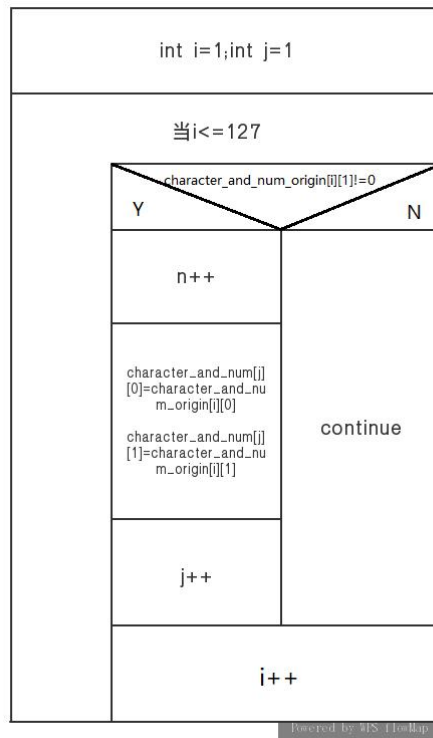 int i=1;int j=1
当i<=127
character_and_num_origin[i][1]!=0
Y
N
n++
character_and_num[j]
[0]=character_and_nu
m_origin[i][0]
character_and_num[j]
[1]=character_and_nu
m_origin[i][1]
continue
j++
i++
Powered by WPS FlowMap